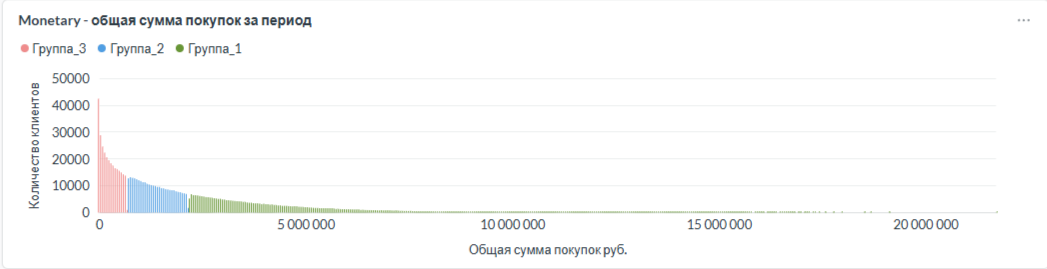 Monetary - общая сумма покупок за период
...
Группа_3 Группа_2 Группа_1
Количество клиентов
50000
40000
30000
20000
10000
0
0 5 000 000 10 000 000 15 000 000 20 000 000
Общая сумма покупок руб.